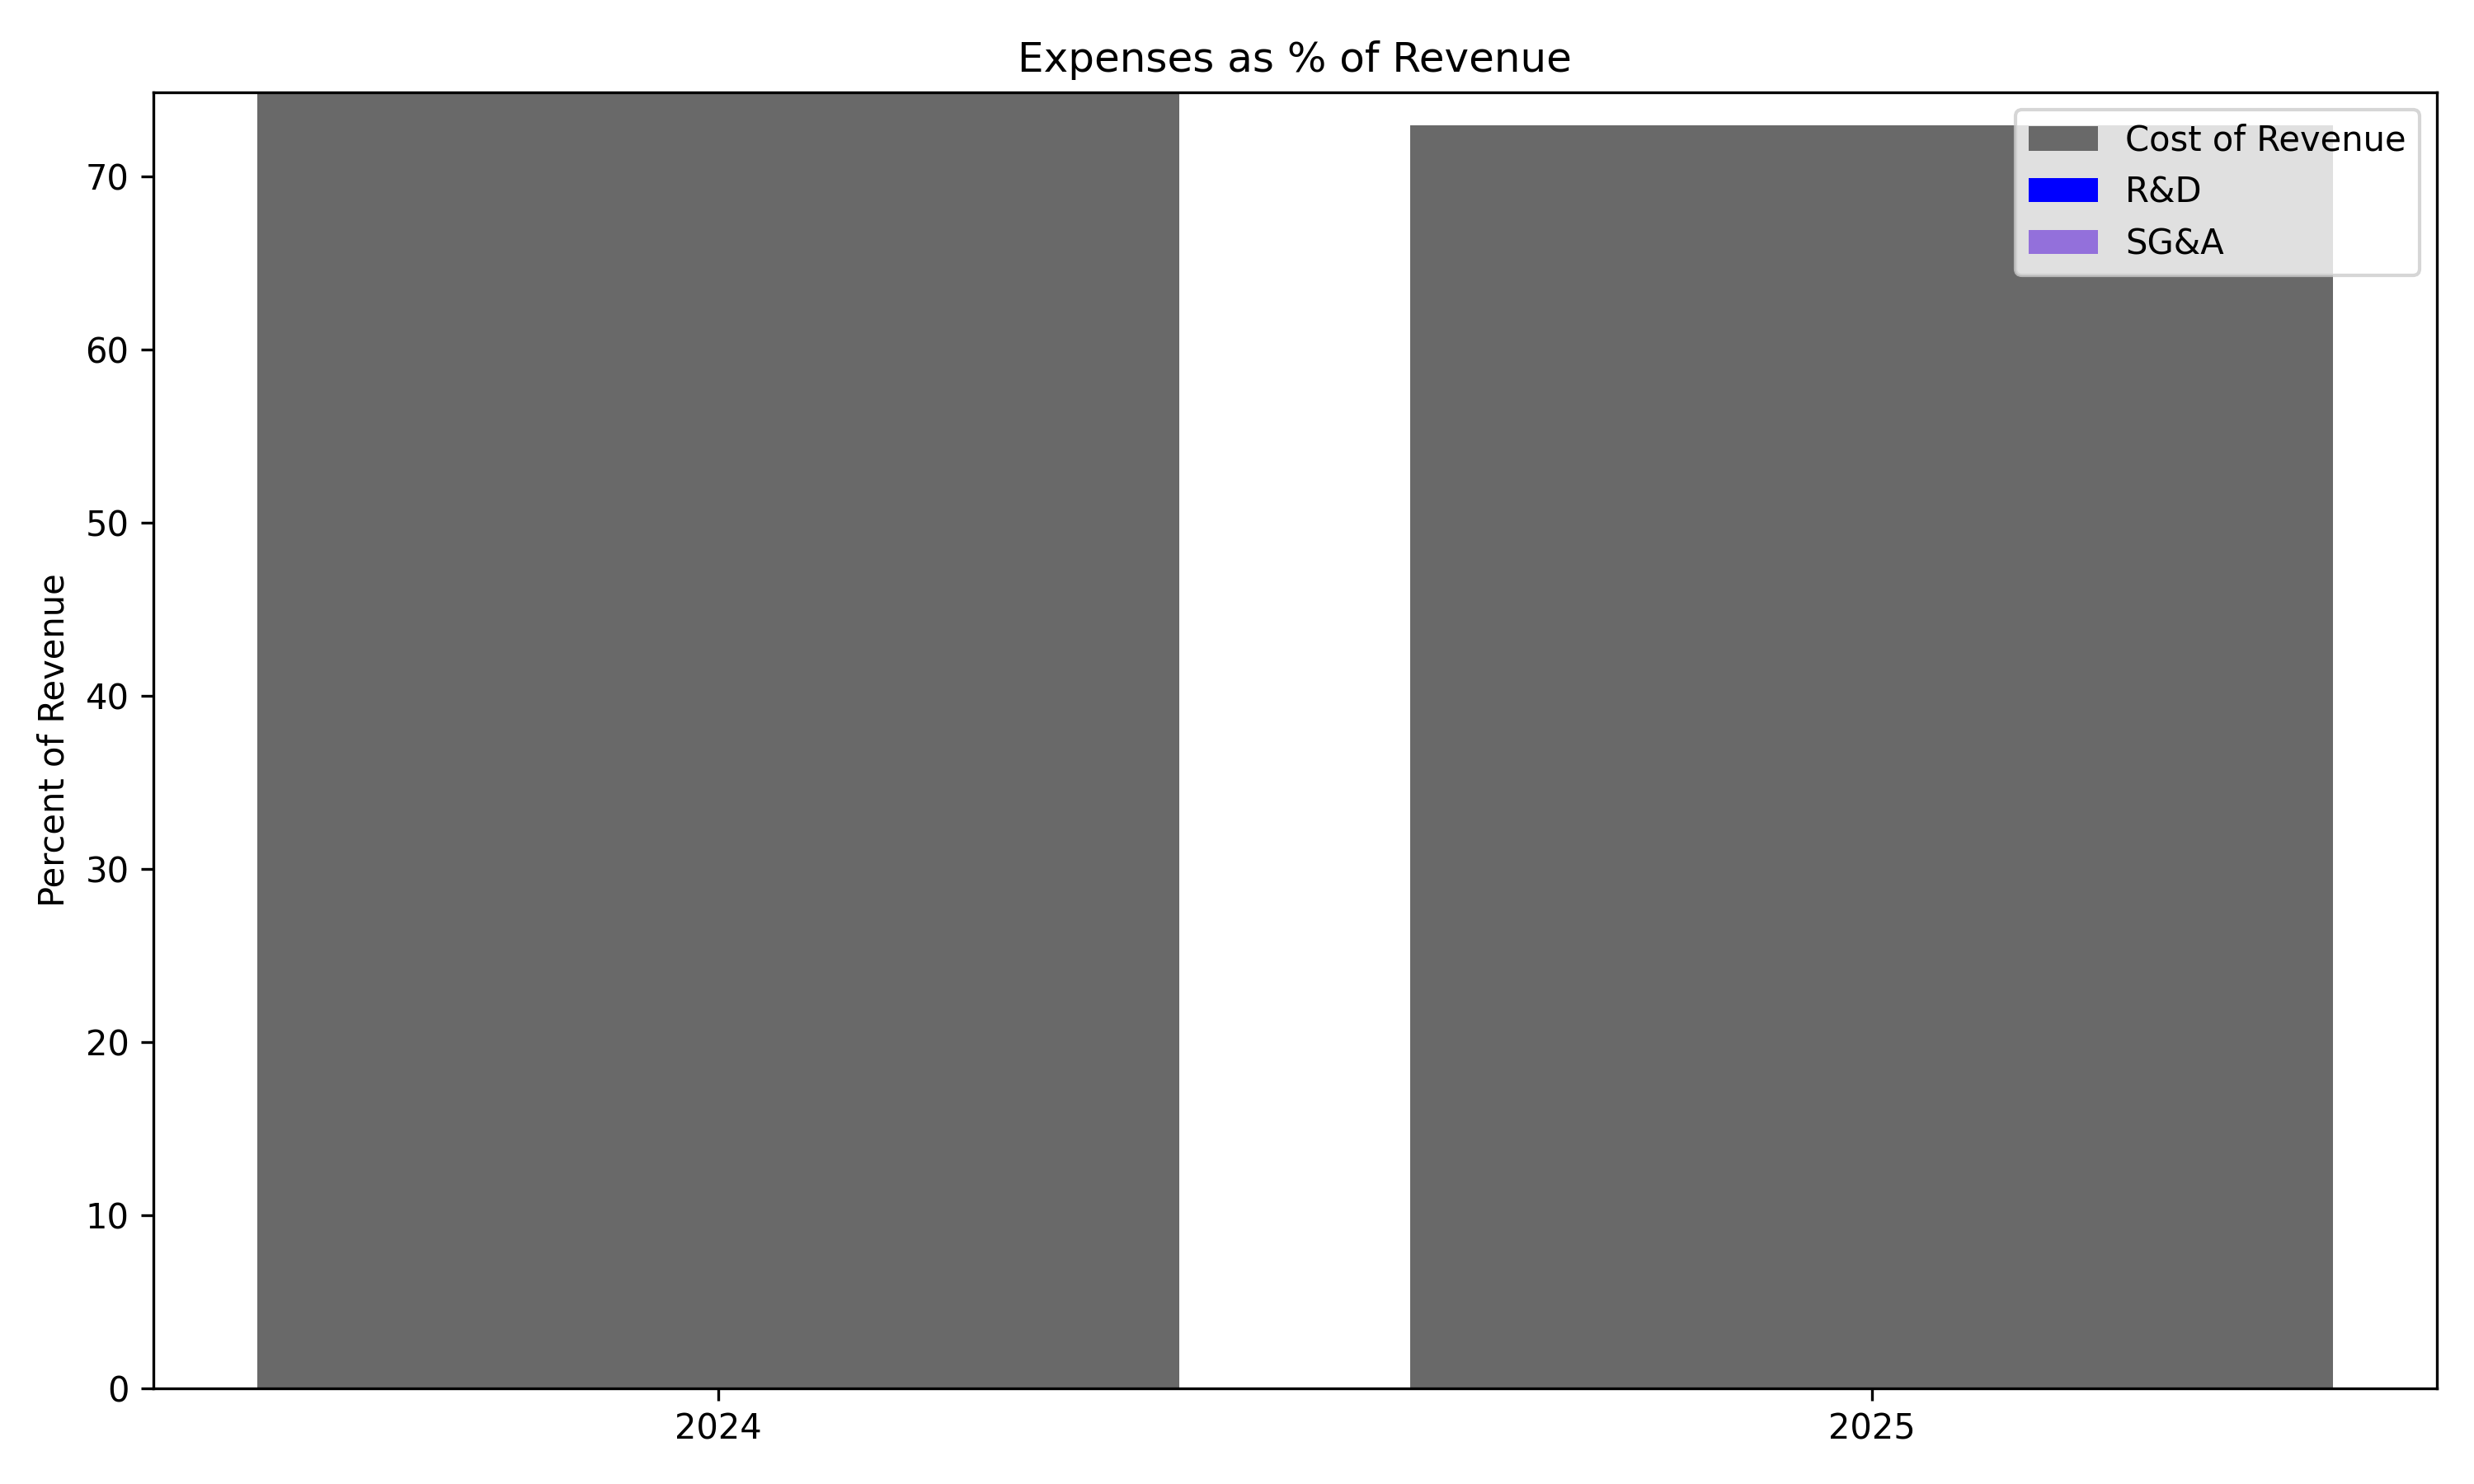 Expenses as % of Revenue
Percent of Revenue
70
60
50
40
30
20
10
0
2024
2025
Cost of Revenue
R&D
SG&A